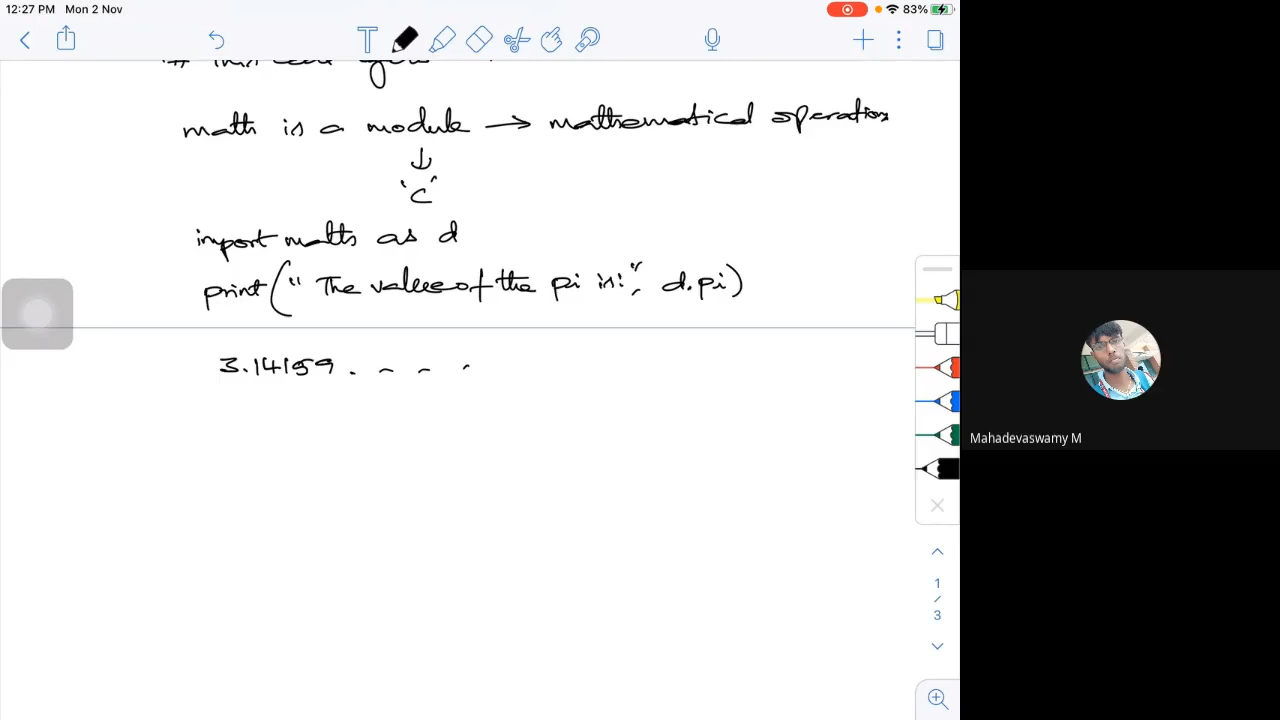 12:27 PM Mon 2 Nov
83%
math is a module → mathematical operations
↓
"C"
import math as d
print(" The value of the pi is:", d.pi)
3.14159. . . .
1
/
3
Mahadevaswamy M